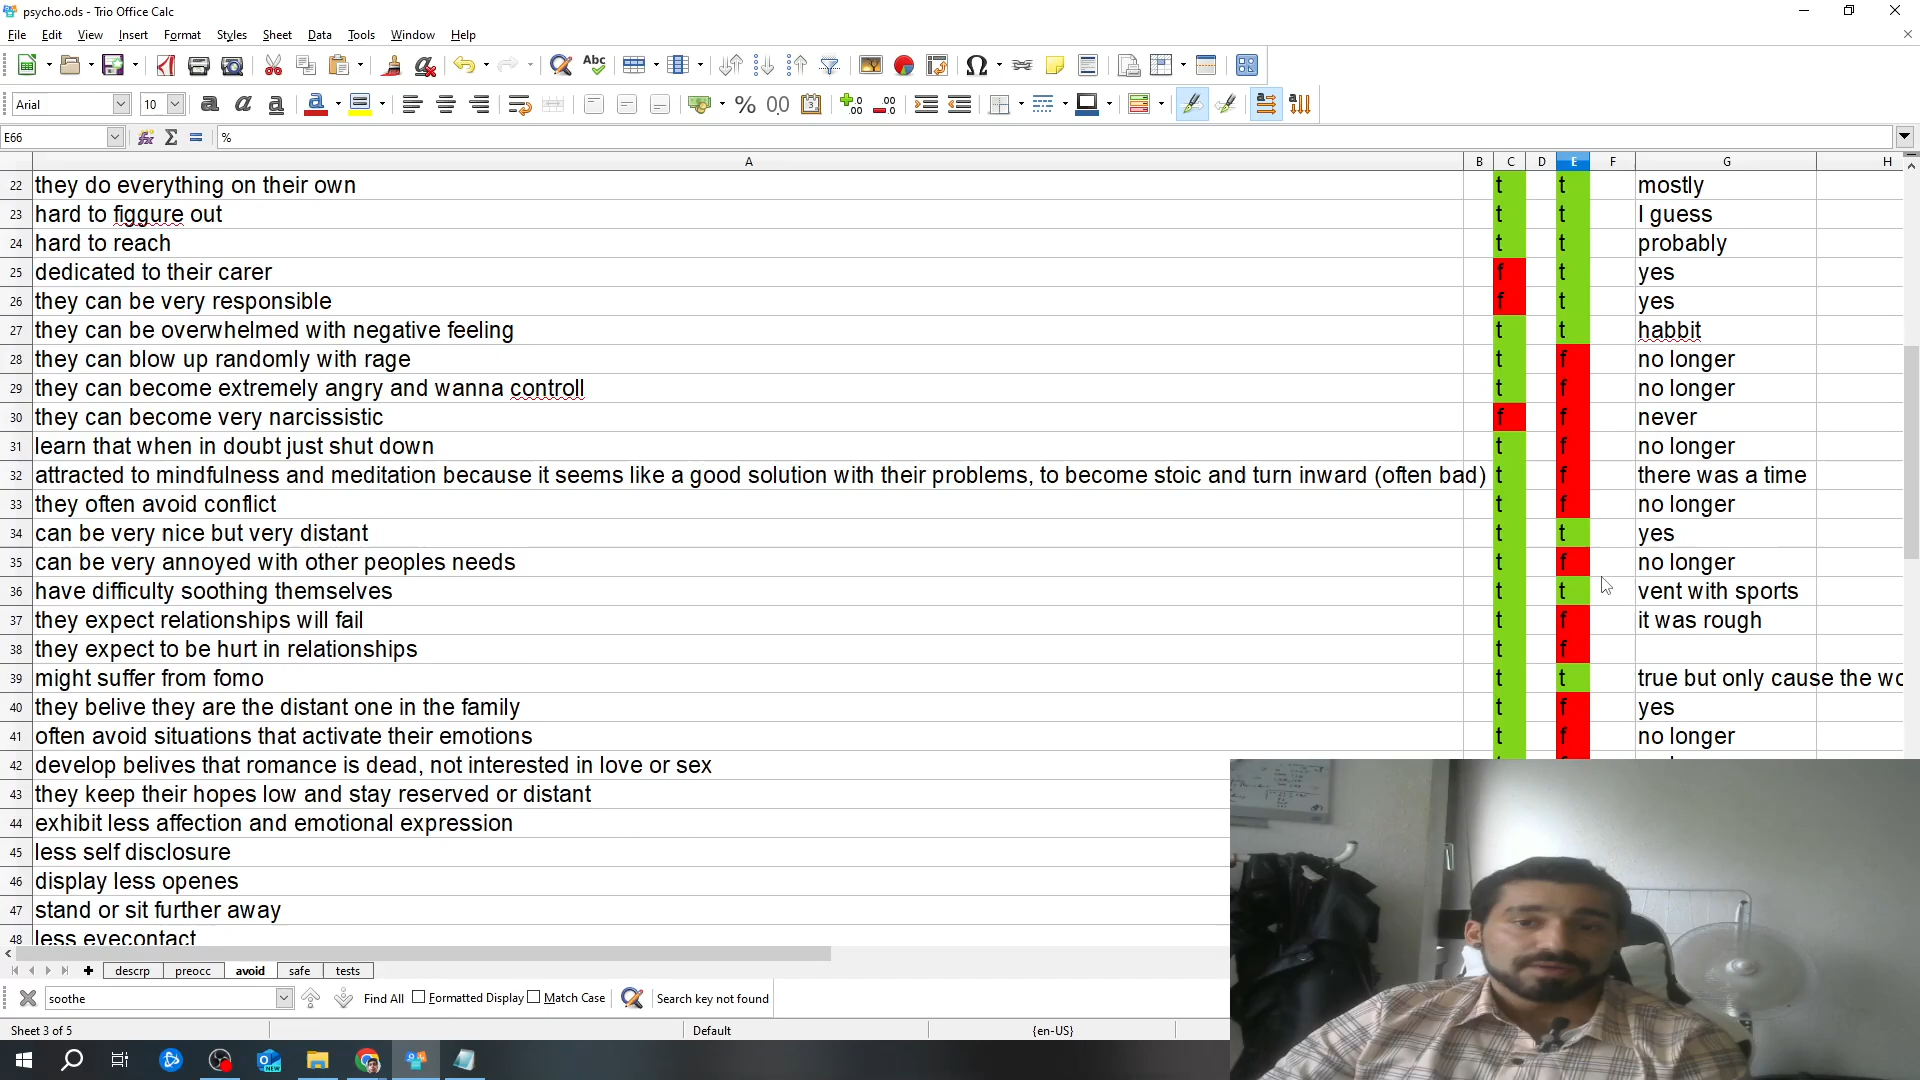 psycho.ods - Trio Office Calc
File Edit View Insert Format Styles Sheet Data Tools Window Help
Arial 10
E66 %
A B C D E F G H
22 they do everything on their own t t mostly
23 hard to figgure out t t I guess
24 hard to reach t t probably
25 dedicated to their carer f t yes
26 they can be very responsible f t yes
27 they can be overwhelmed with negative feeling t t habbit
28 they can blow up randomly with rage t f no longer
29 they can become extremely angry and wanna controll t f no longer
30 they can become very narcissistic f f never
31 learn that when in doubt just shut down t f no longer
32 attracted to mindfulness and meditation because it seems like a good solution with their problems, to become stoic and turn inward (often bad) t f there was a time
33 they often avoid conflict t f no longer
34 can be very nice but very distant t t yes
35 can be very annoyed with other peoples needs t f no longer
36 have difficulty soothing themselves t t vent with sports
37 they expect relationships will fail t f it was rough
38 they expect to be hurt in relationships t f
39 might suffer from fomo t t true but only cause the wo
40 they belive they are the distant one in the family t f yes
41 often avoid situations that activate their emotions t f no longer
42 develop belives that romance is dead, not interested in love or sex
43 they keep their hopes low and stay reserved or distant
44 exhibit less affection and emotional expression
45 less self disclosure
46 display less openes
47 stand or sit further away
48 less eyecontact
descrp preocc avoid safe tests
soothe Find All Formatted Display Match Case Search key not found
Sheet 3 of 5 Default {en-US}